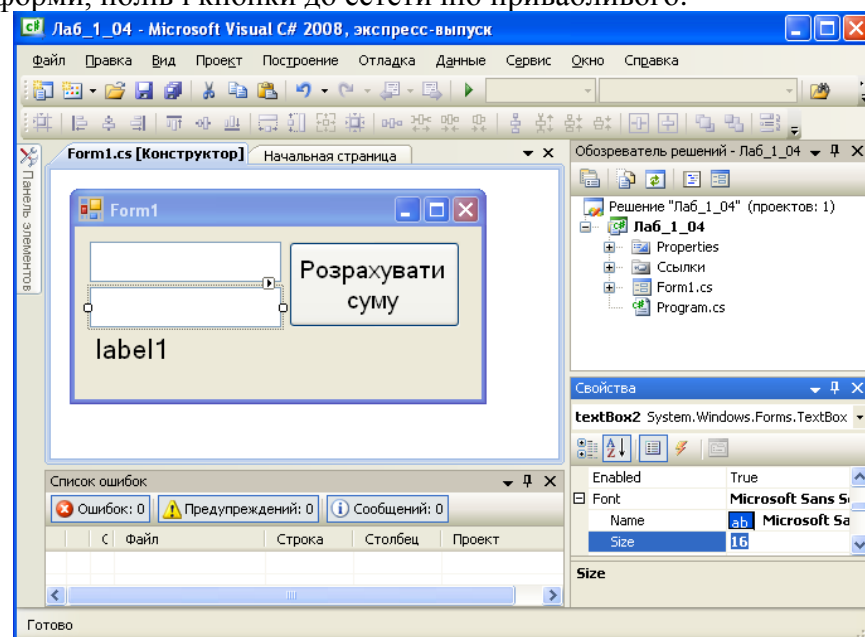 форми, полів і кнопки до естетично привабливого.
Лаб_1_04 - Microsoft Visual C# 2008, экспресс-выпуск
Файл Правка Вид Проект Построение Отладка Данные Сервис Окно Справка
Панель элементов
Form1.cs [Конструктор] Начальная страница
Form1
Розрахувати
суму
label1
Обозреватель решений - Лаб_1_04
Решение "Лаб_1_04" (проектов: 1)
Лаб_1_04
Properties
Ссылки
Form1.cs
Program.cs
Свойства
textBox2 System.Windows.Forms.TextBox
Enabled True
Font Microsoft Sans S
Name ab Microsoft Sa
Size 16
Size
Список ошибок
Ошибок: 0 Предупреждений: 0 Сообщений: 0
С Файл Строка Столбец Проект
Готово